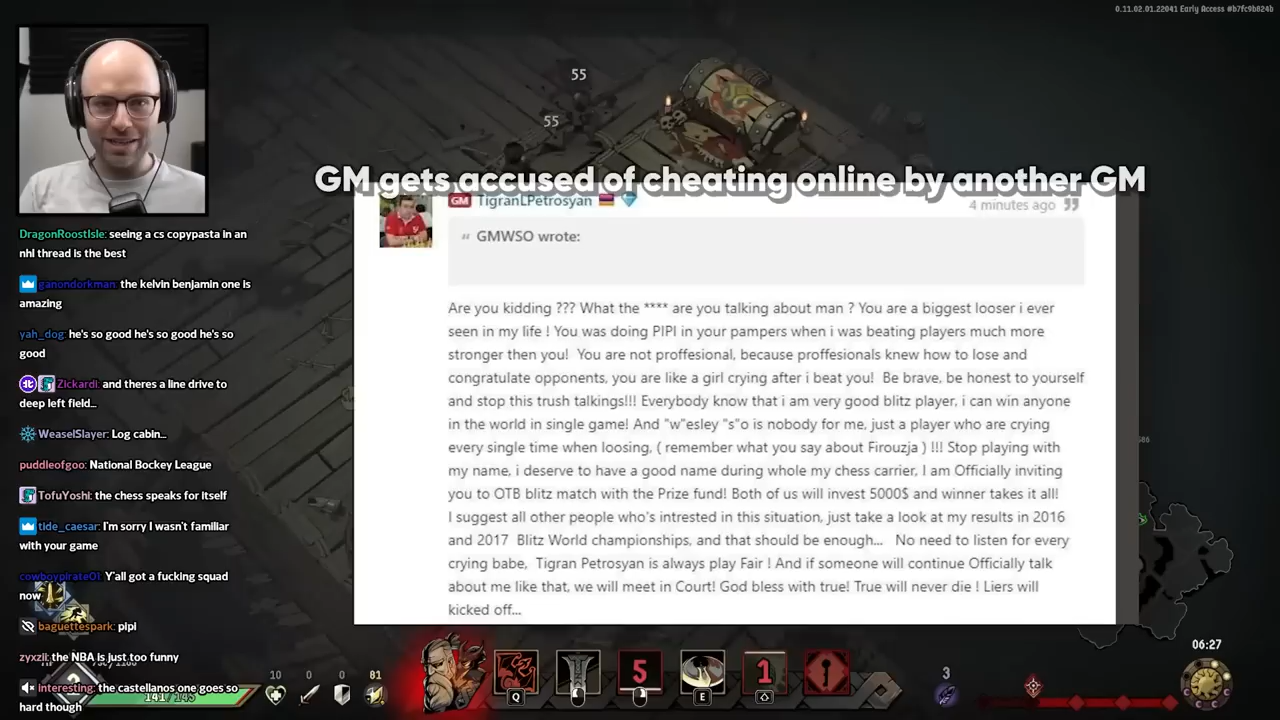 0.11.02.01.22041 Early Access #b7fc9b824b
55
55
GM gets accused of cheating online by another GM
GM TigranLPetrosyan
4 minutes ago
GMWSO wrote:
Are you kidding ??? What the **** are you talking about man ? You are a biggest looser i ever
seen in my life ! You was doing PIPI in your pampers when i was beating players much more
stronger then you! You are not proffesional, because proffesionals knew how to lose and
congratulate opponents, you are like a girl crying after i beat you! Be brave, be honest to yourself
and stop this trush talkings!!! Everybody know that i am very good blitz player, i can win anyone
in the world in single game! And "w"esley "s"o is nobody for me, just a player who are crying
every single time when loosing, ( remember what you say about Firouzja ) !!! Stop playing with
my name, i deserve to have a good name during whole my chess carrier, I am Officially inviting
you to OTB blitz match with the Prize fund! Both of us will invest 5000$ and winner takes it all!
I suggest all other people who's intrested in this situation, just take a look at my results in 2016
and 2017 Blitz World championships, and that should be enough... No need to listen for every
crying babe, Tigran Petrosyan is always play Fair ! And if someone will continue Officially talk
about me like that, we will meet in Court! God bless with true! True will never die ! Liers will
kicked off...
DragonRoostIsle: seeing a cs copypasta in an
nhl thread is the best
ganondorkman: the kelvin benjamin one is
amazing
yah_dog: he's so good he's so good he's so
good
Zickardi: and theres a line drive to
deep left field...
WeaselSlayer: Log cabin...
puddleofgoo: National Bockey League
TofuYoshi: the chess speaks for itself
tide_caesar: I'm sorry I wasn't familiar
with your game
cowboypirate01: Y'all got a fucking squad
now
baguettespark: pipi
zyxzil: the NBA is just too funny
interesting: the castellanos one goes so
hard though
141/145
10
0
0
81
Q
5
E
1
3
06:27